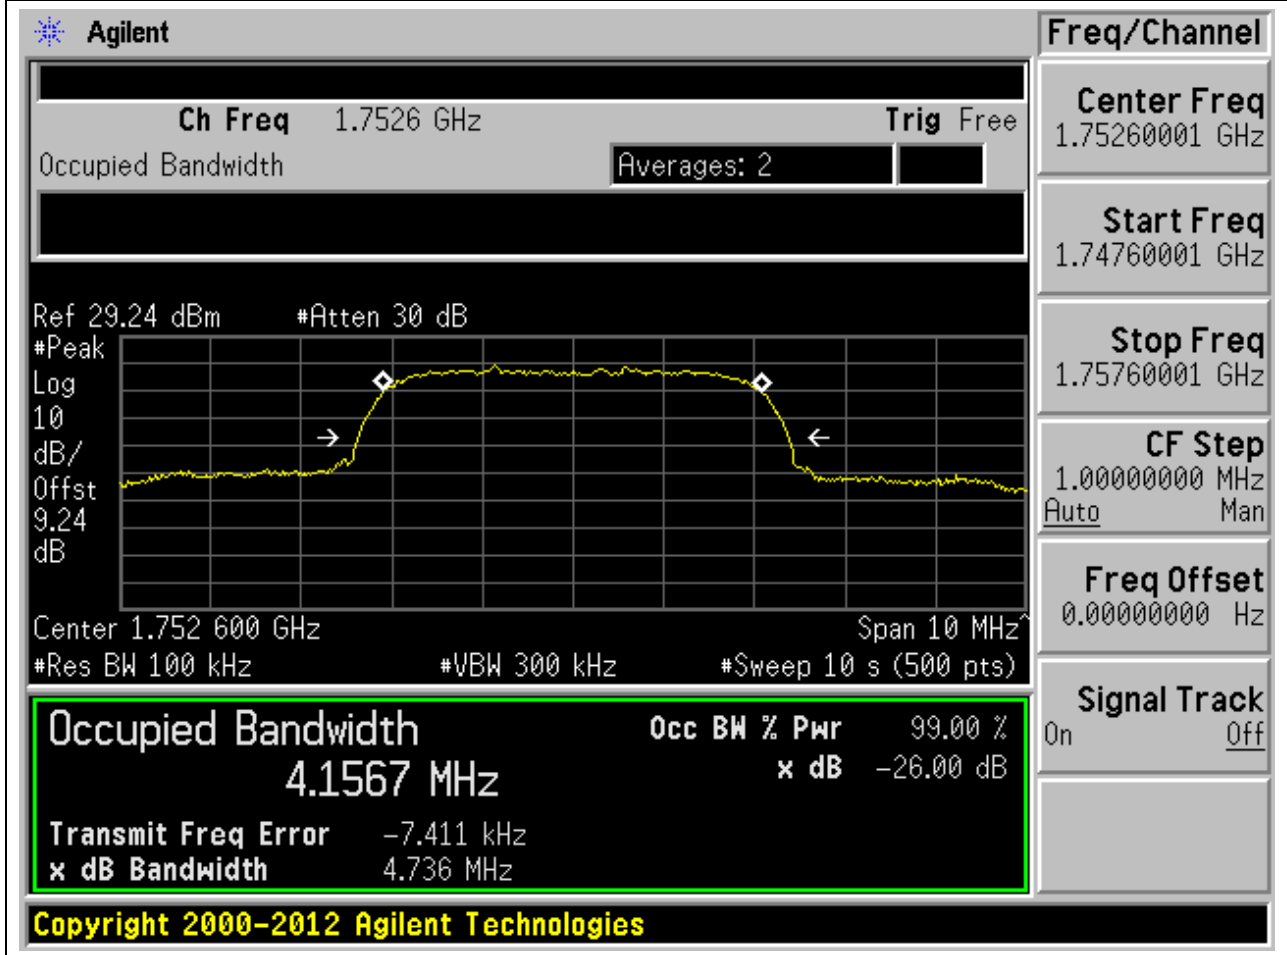 Agilent
Freq/Channel
Ch Freq 1.7526 GHz Trig Free
Occupied Bandwidth Averages: 2
Center Freq
1.75260001 GHz
Start Freq
1.74760001 GHz
Stop Freq
1.75760001 GHz
CF Step
1.00000000 MHz
Auto Man
Freq Offset
0.00000000 Hz
Signal Track
On Off
Ref 29.24 dBm #Atten 30 dB
#Peak
Log
10
dB/
Offst
9.24
dB
Center 1.752 600 GHz Span 10 MHz^
#Res BW 100 kHz #VBW 300 kHz #Sweep 10 s (500 pts)
Occupied Bandwidth
4.1567 MHz
Occ BW % Pwr 99.00 %
x dB -26.00 dB
Transmit Freq Error -7.411 kHz
x dB Bandwidth 4.736 MHz
Copyright 2000-2012 Agilent Technologies